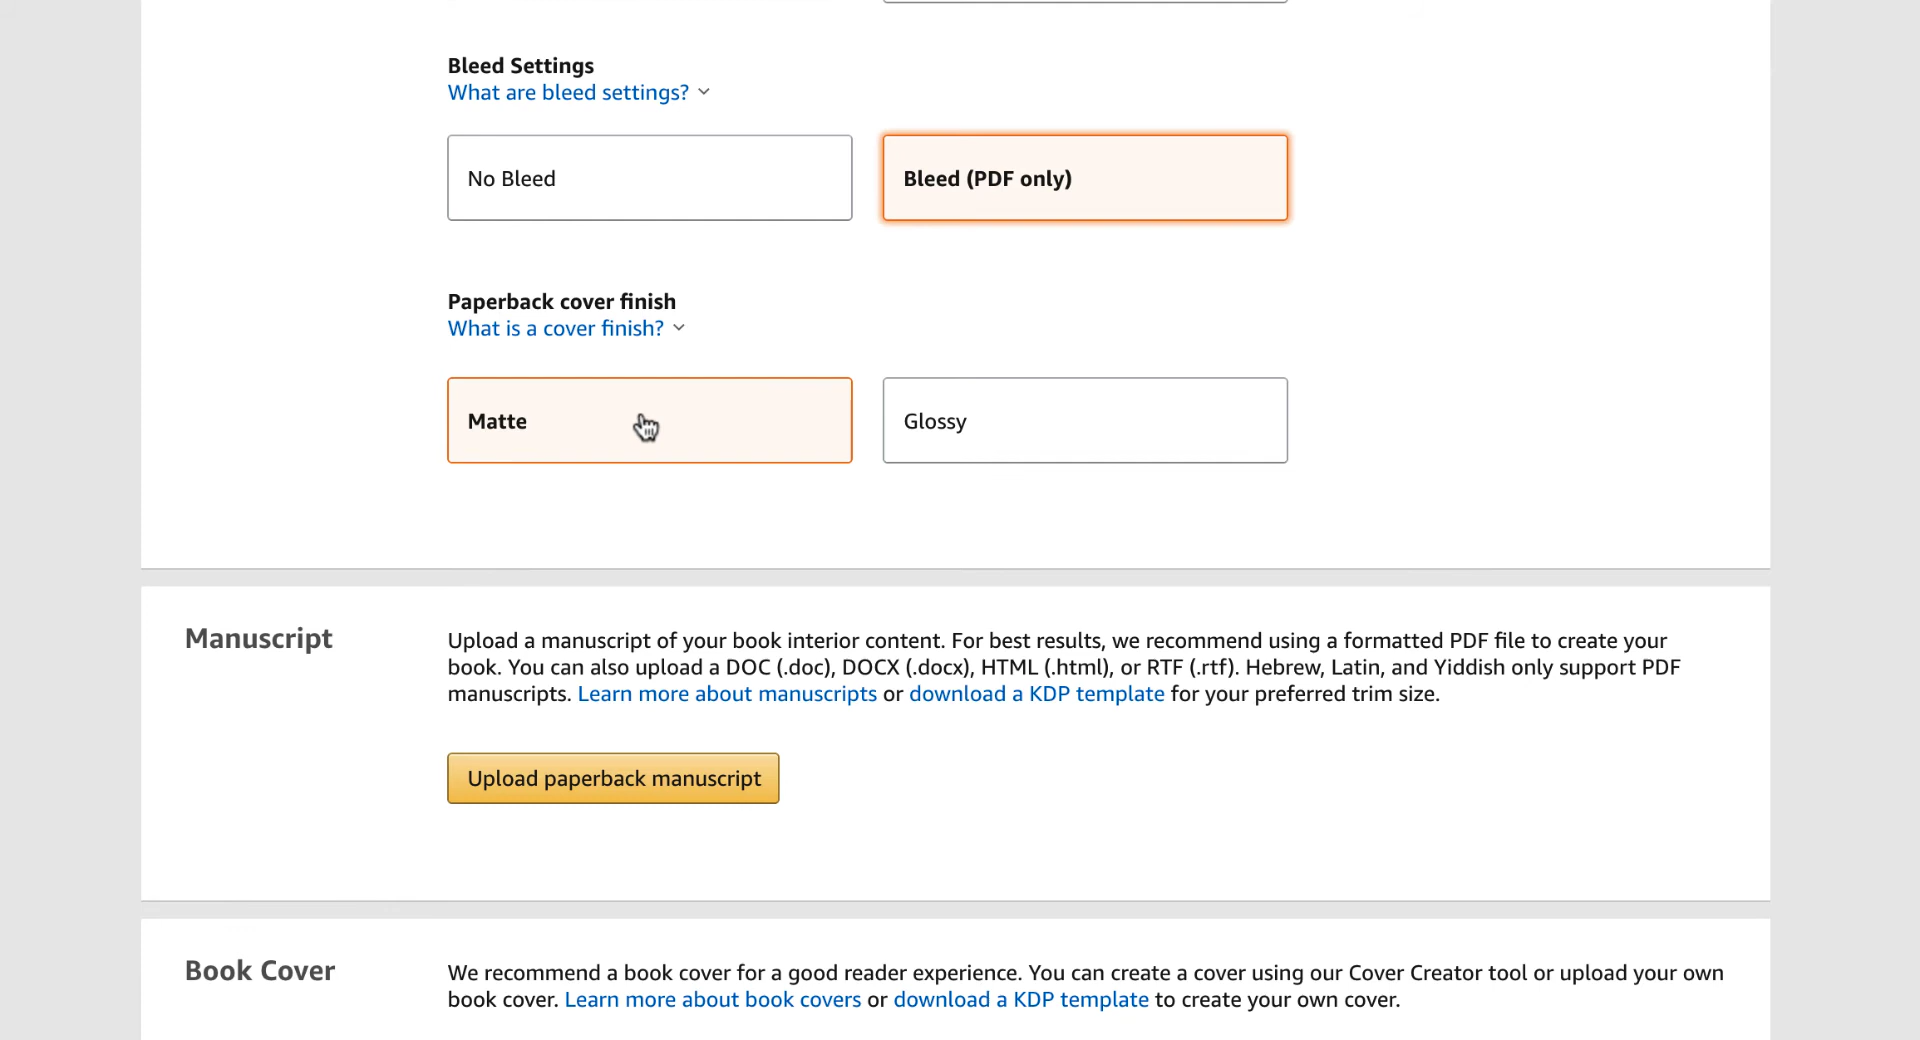 Bleed Settings
What are bleed settings?
No Bleed
Bleed (PDF only)
Paperback cover finish
What is a cover finish?
Matte
Glossy
Manuscript
Upload a manuscript of your book interior content. For best results, we recommend using a formatted PDF file to create your
book. You can also upload a DOC (.doc), DOCX (.docx), HTML (.html), or RTF (.rtf). Hebrew, Latin, and Yiddish only support PDF
manuscripts. Learn more about manuscripts or download a KDP template for your preferred trim size.
Upload paperback manuscript
Book Cover
We recommend a book cover for a good reader experience. You can create a cover using our Cover Creator tool or upload your own
book cover. Learn more about book covers or download a KDP template to create your own cover.